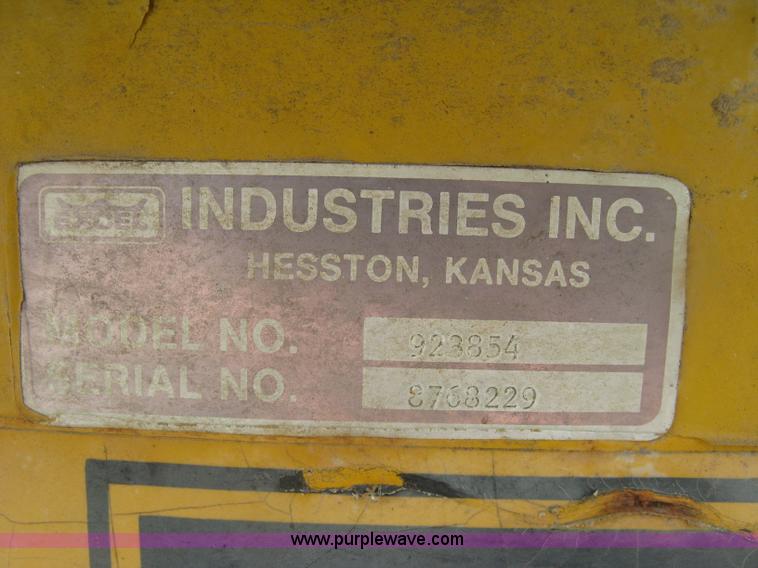 INDUSTRIES INC.
HESSTON, KANSAS
MODEL NO. 923854
SERIAL NO. 8768229
www.purplewave.com